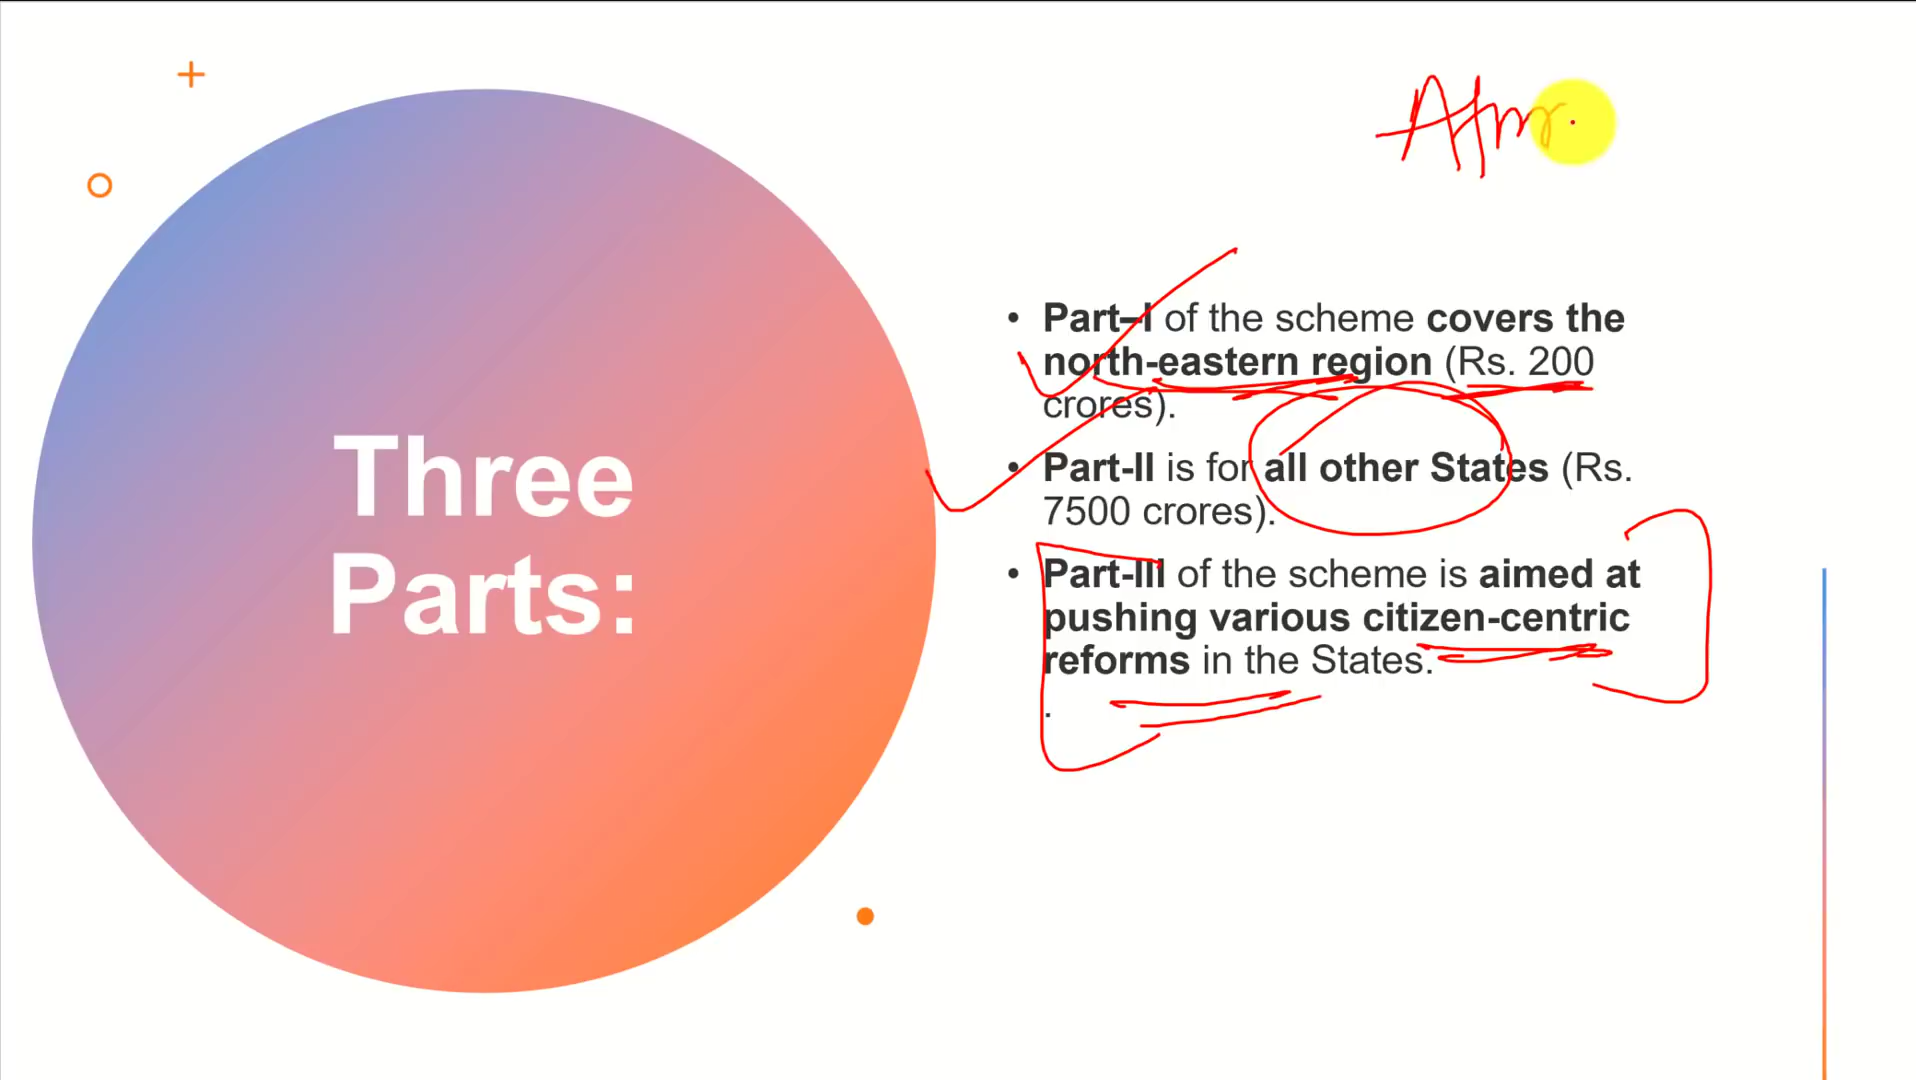 Three
Parts:
Atm
• Part–I of the scheme covers the
north-eastern region (Rs. 200
crores).
• Part-II is for all other States (Rs.
7500 crores).
• Part-III of the scheme is aimed at
pushing various citizen-centric
reforms in the States.
.